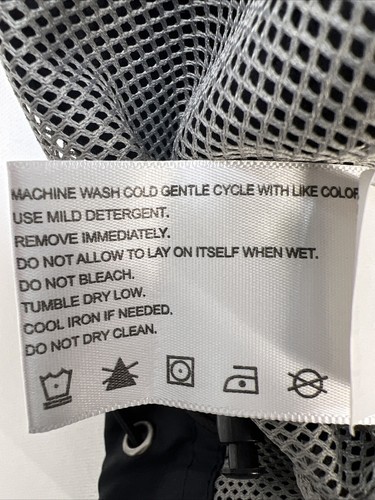 MACHINE WASH COLD GENTLE CYCLE WITH LIKE COLOR
USE MILD DETERGENT.
REMOVE IMMEDIATELY.
DO NOT ALLOW TO LAY ON ITSELF WHEN WET.
DO NOT BLEACH.
TUMBLE DRY LOW.
COOL IRON IF NEEDED.
DO NOT DRY CLEAN.